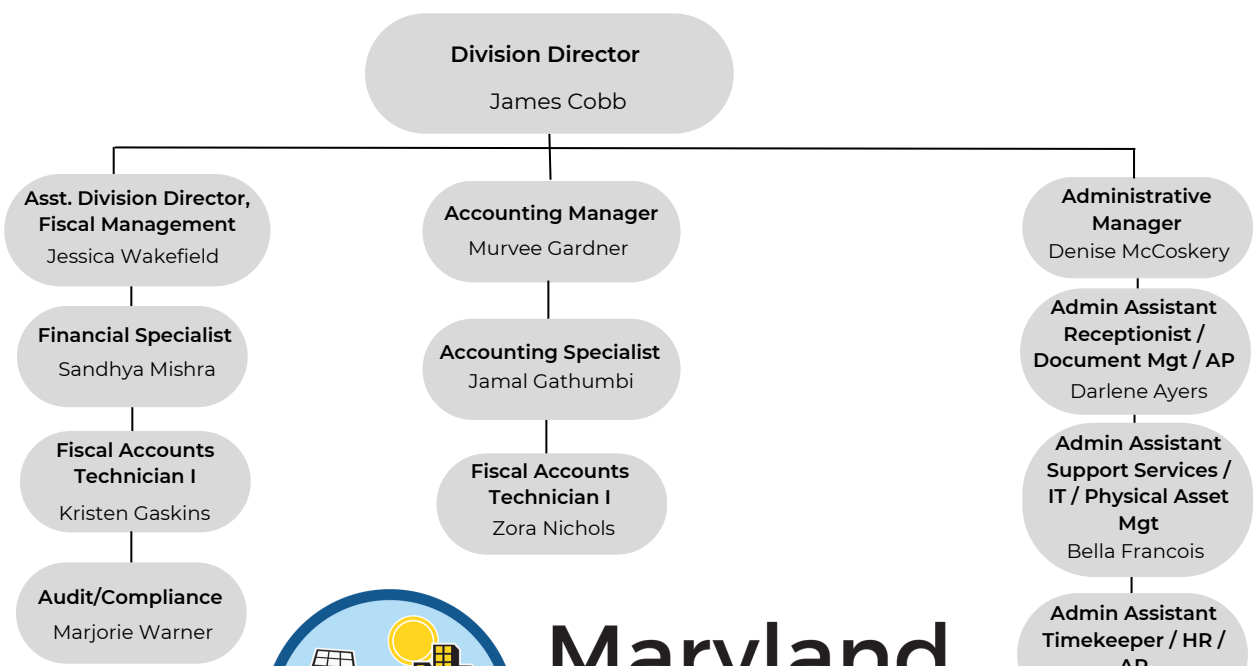 Division Director
James Cobb
Asst. Division Director,
Fiscal Management
Jessica Wakefield
Financial Specialist
Sandhya Mishra
Fiscal Accounts
Technician I
Kristen Gaskins
Audit/Compliance
Marjorie Warner
Accounting Manager
Murvee Gardner
Accounting Specialist
Jamal Gathumbi
Fiscal Accounts
Technician I
Zora Nichols
Administrative
Manager
Denise McCoskery
Admin Assistant
Receptionist /
Document Mgt / AP
Darlene Ayers
Admin Assistant
Support Services /
IT / Physical Asset
Mgt
Bella Francois
Admin Assistant
Timekeeper / HR /
AP
Maryland